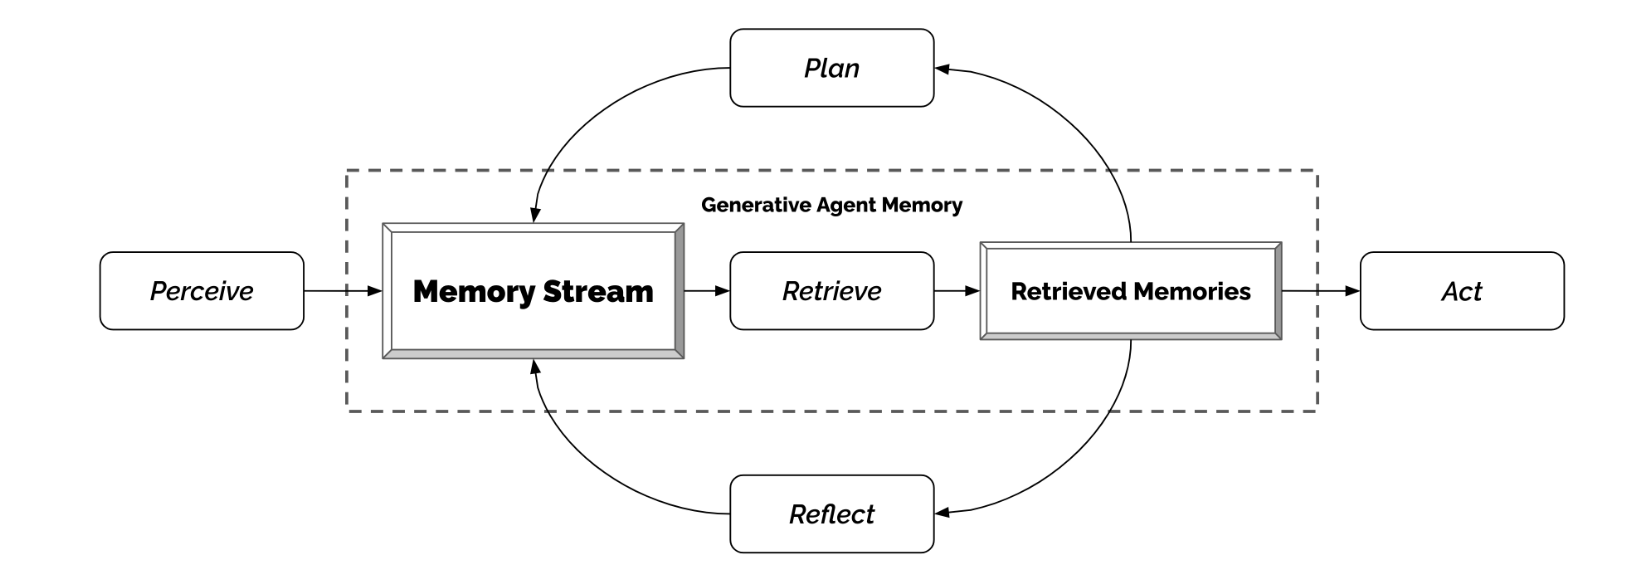 Plan
Generative Agent Memory
Perceive
Memory Stream
Retrieve
Retrieved Memories
Act
Reflect